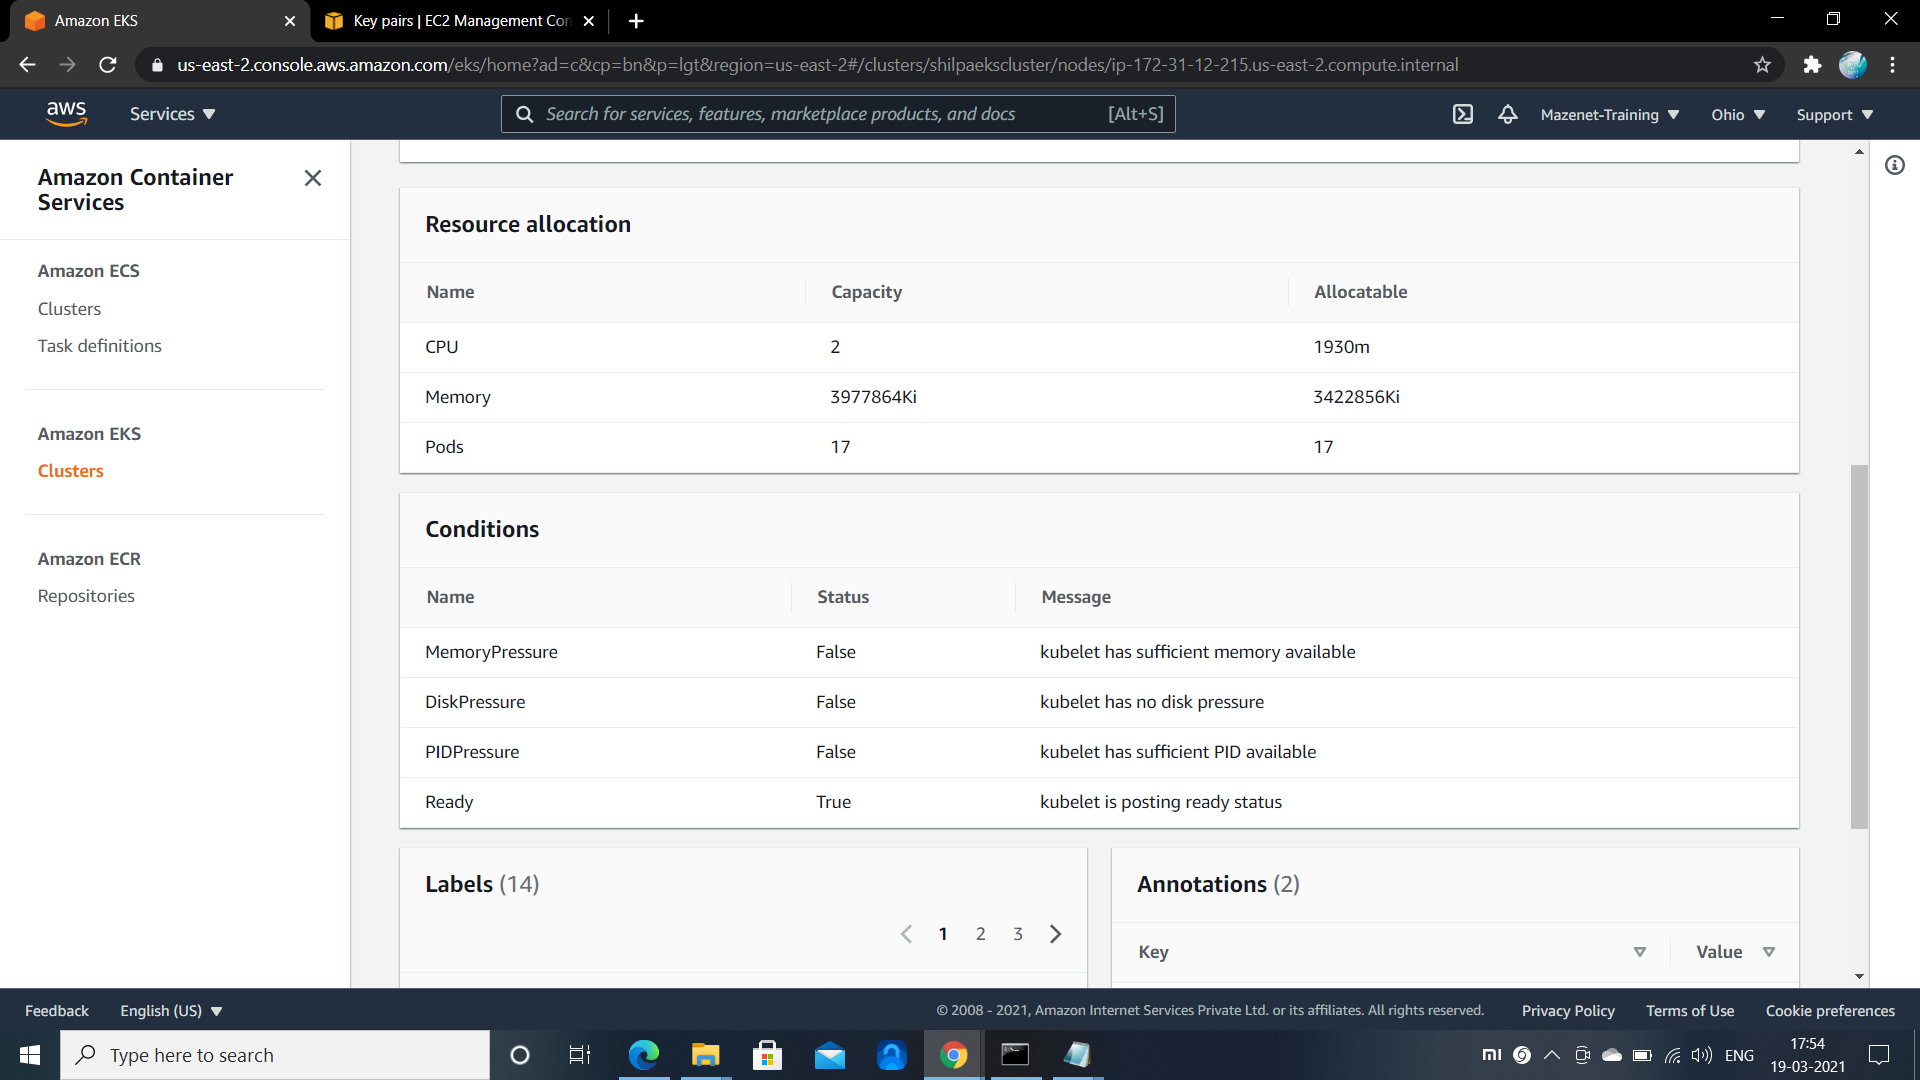 Amazon EKS
Key pairs | EC2 Management Con
us-east-2.console.aws.amazon.com/eks/home?ad=c&cp=bn&p=lgt&region=us-east-2#/clusters/shilpaekscluster/nodes/ip-172-31-12-215.us-east-2.compute.internal
aws
Services
Search for services, features, marketplace products, and docs [Alt+S]
Mazenet-Training
Ohio
Support
Amazon Container
Services
Amazon ECS
Clusters
Task definitions
Amazon EKS
Clusters
Amazon ECR
Repositories
Resource allocation
Name Capacity Allocatable
CPU 2 1930m
Memory 3977864Ki 3422856Ki
Pods 17 17
Conditions
Name Status Message
MemoryPressure False kubelet has sufficient memory available
DiskPressure False kubelet has no disk pressure
PIDPressure False kubelet has sufficient PID available
Ready True kubelet is posting ready status
Labels (14)
1 2 3
Annotations (2)
Key Value
Feedback English (US)
© 2008 - 2021, Amazon Internet Services Private Ltd. or its affiliates. All rights reserved. Privacy Policy Terms of Use Cookie preferences
Type here to search
mi
ENG
17:54
19-03-2021